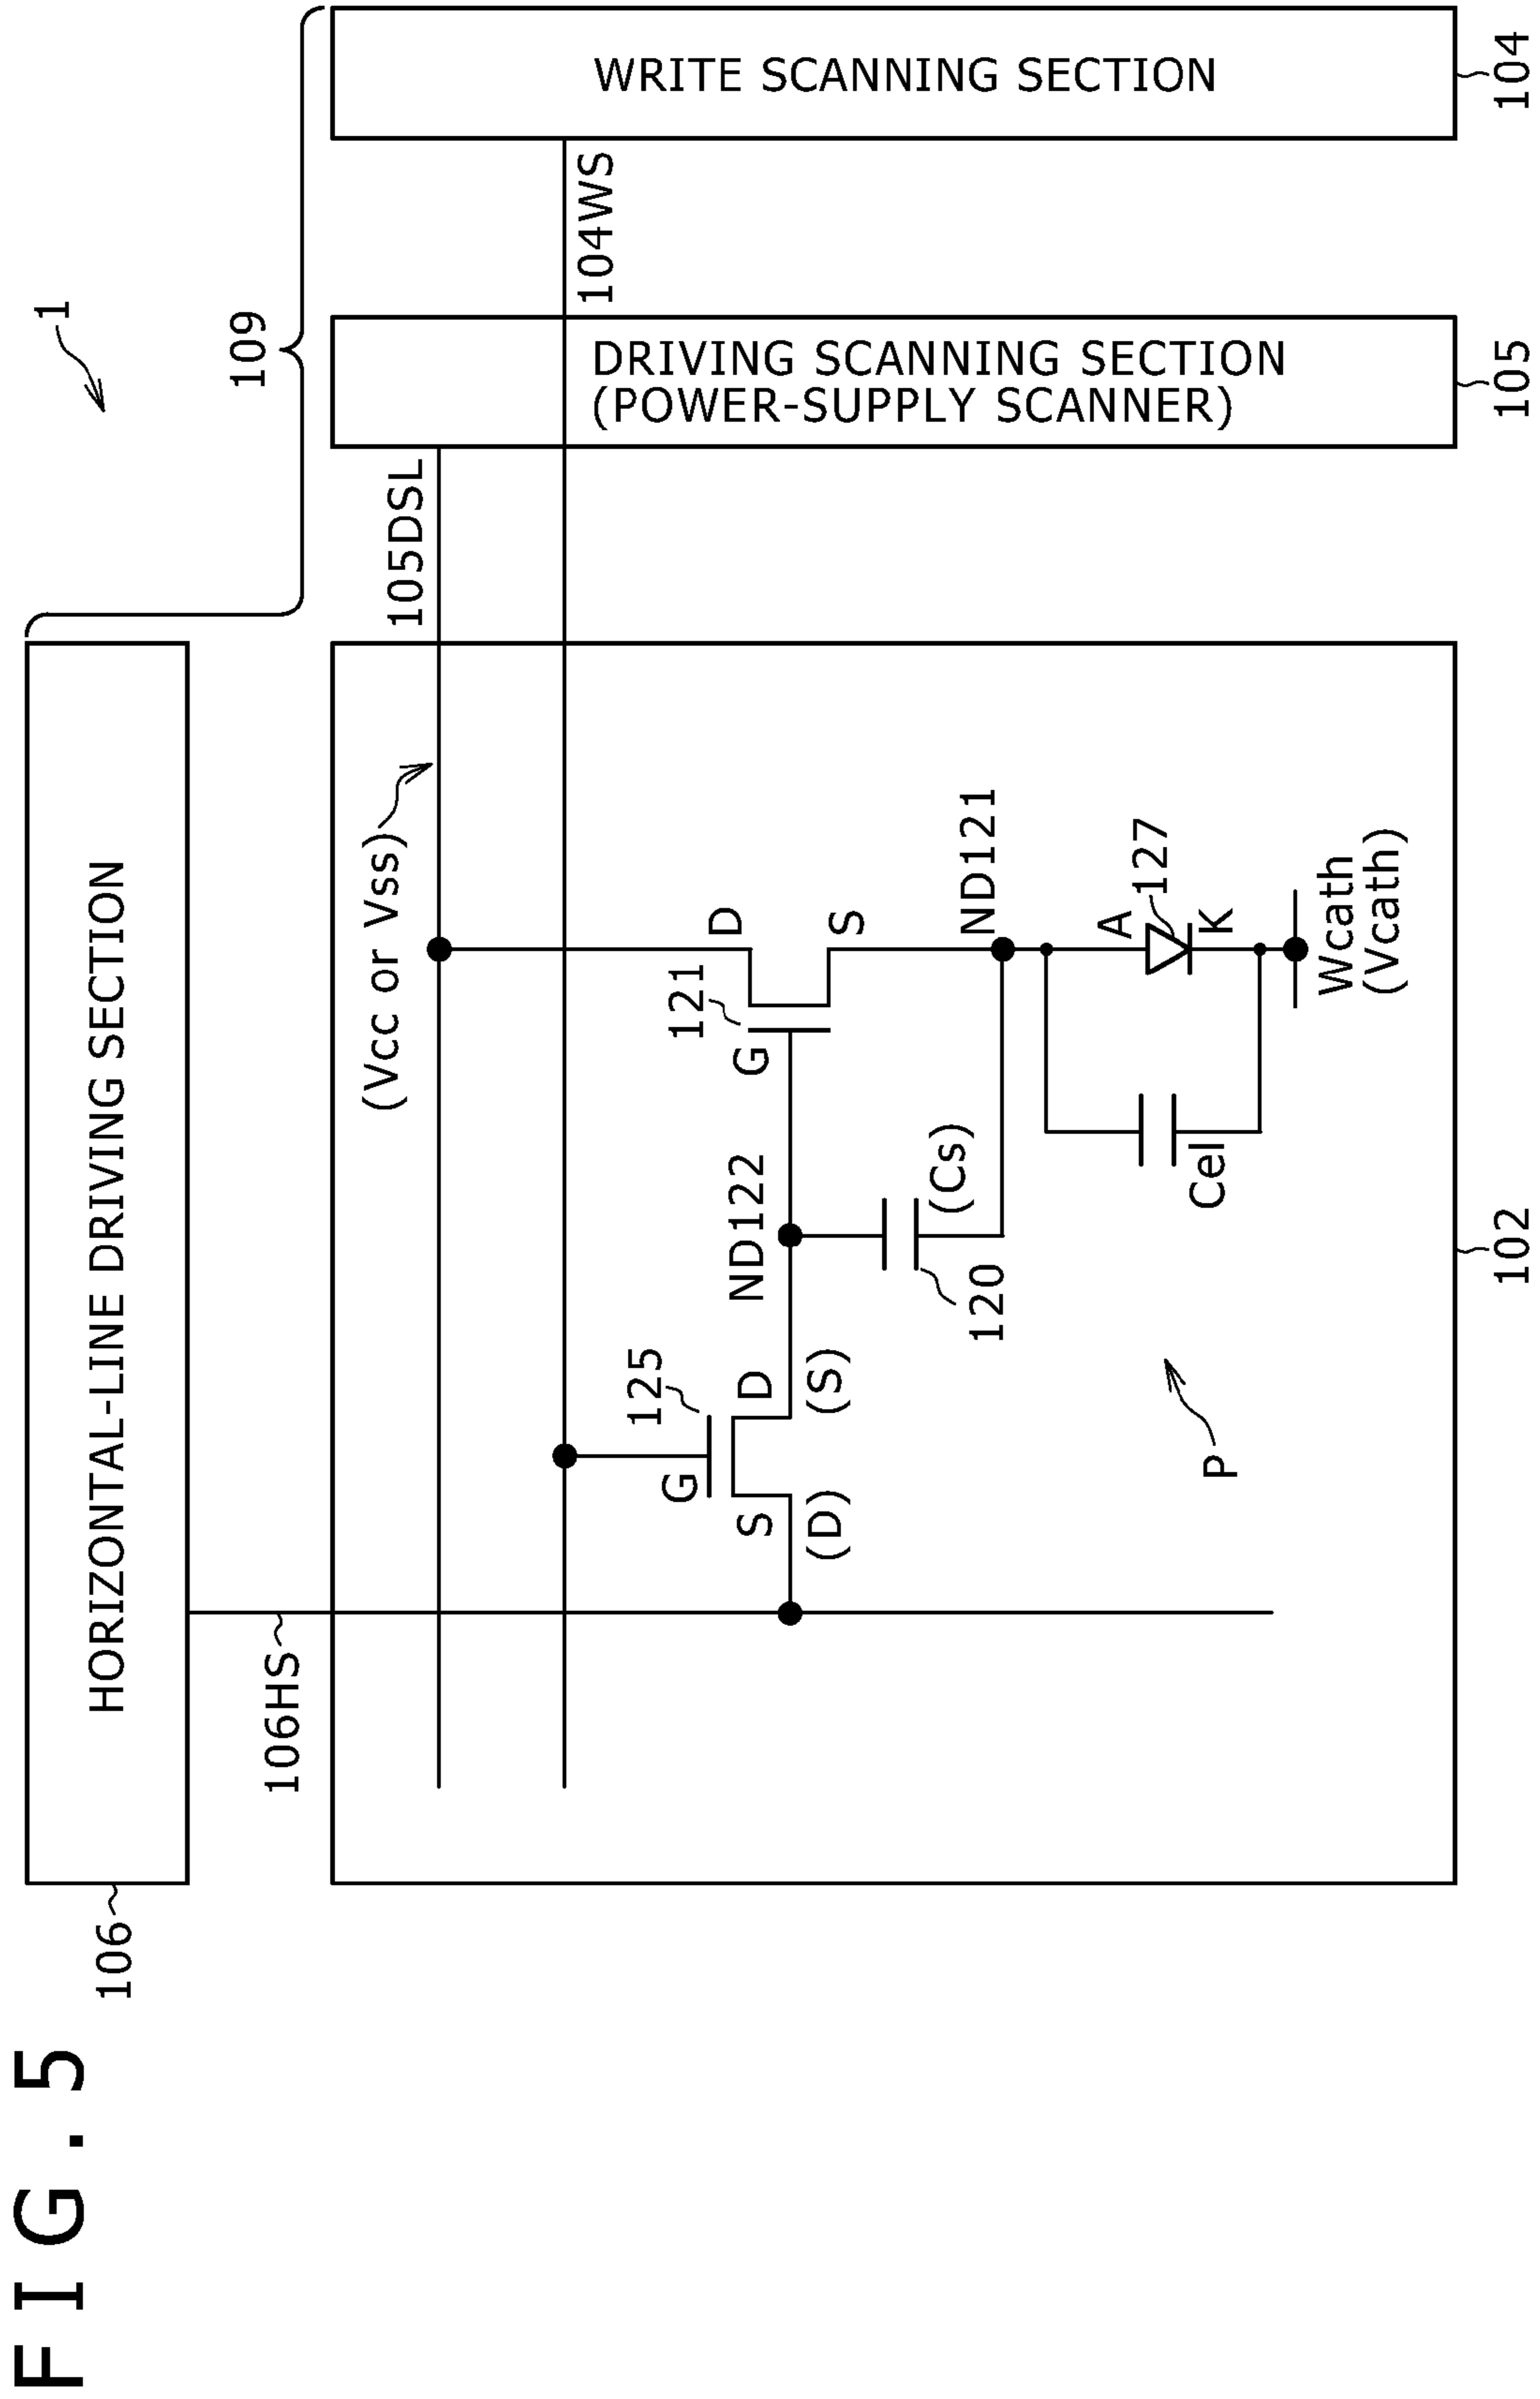 FIG.5
1
109
106
HORIZONTAL-LINE DRIVING SECTION
106HS
105DSL
104WS
WRITE SCANNING SECTION
104
DRIVING SCANNING SECTION
(POWER-SUPPLY SCANNER)
105
(Vcc or Vss)
125
G
S
D
(D)
(S)
ND122
121
G
D
S
120
(Cs)
ND121
A
127
K
Cel
Wcath
(Vcath)
P
102